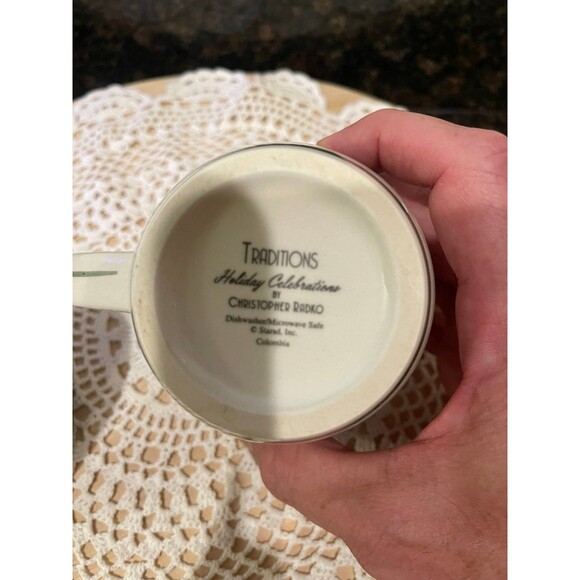 TRADITIONS
Holiday Celebrations
BY
CHRISTOPHER RADKO
Dishwasher/Microwave Safe
© Starad, Inc.
Colombia